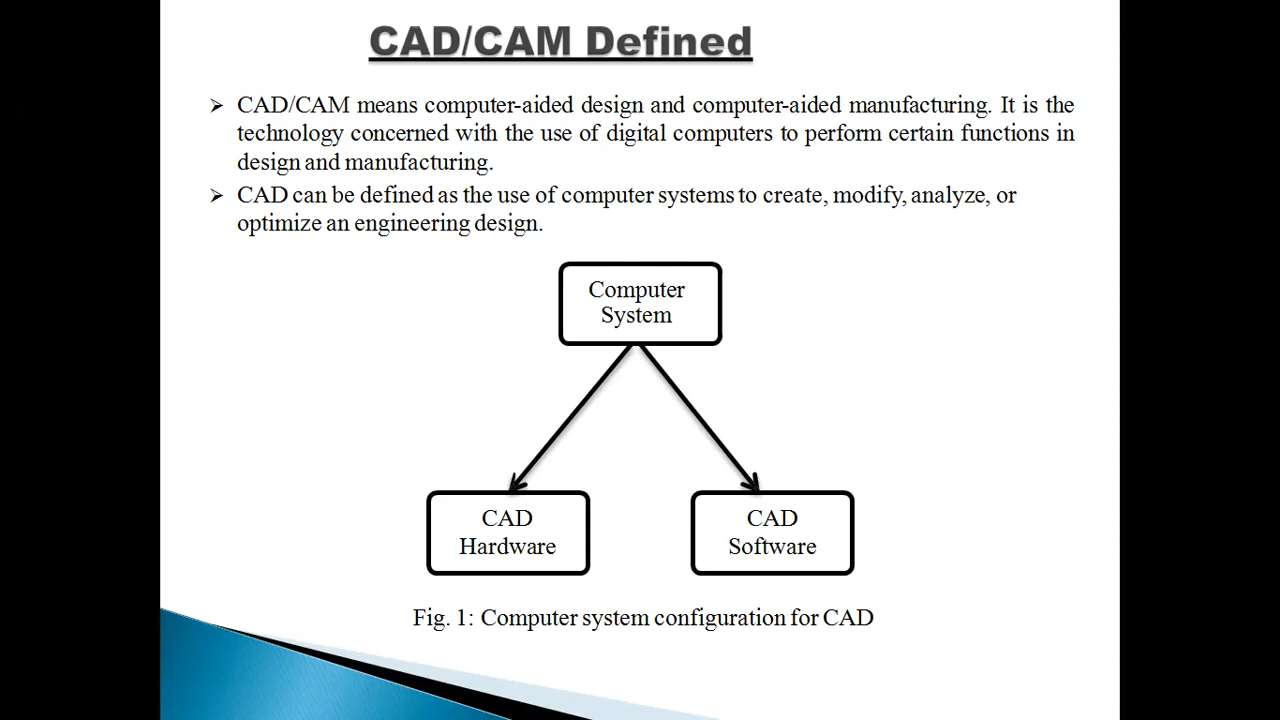 CAD/CAM Defined
CAD/CAM means computer-aided design and computer-aided manufacturing. It is the
technology concerned with the use of digital computers to perform certain functions in
design and manufacturing.
CAD can be defined as the use of computer systems to create, modify, analyze, or
optimize an engineering design.
Computer
System
CAD
Hardware
CAD
Software
Fig. 1: Computer system configuration for CAD